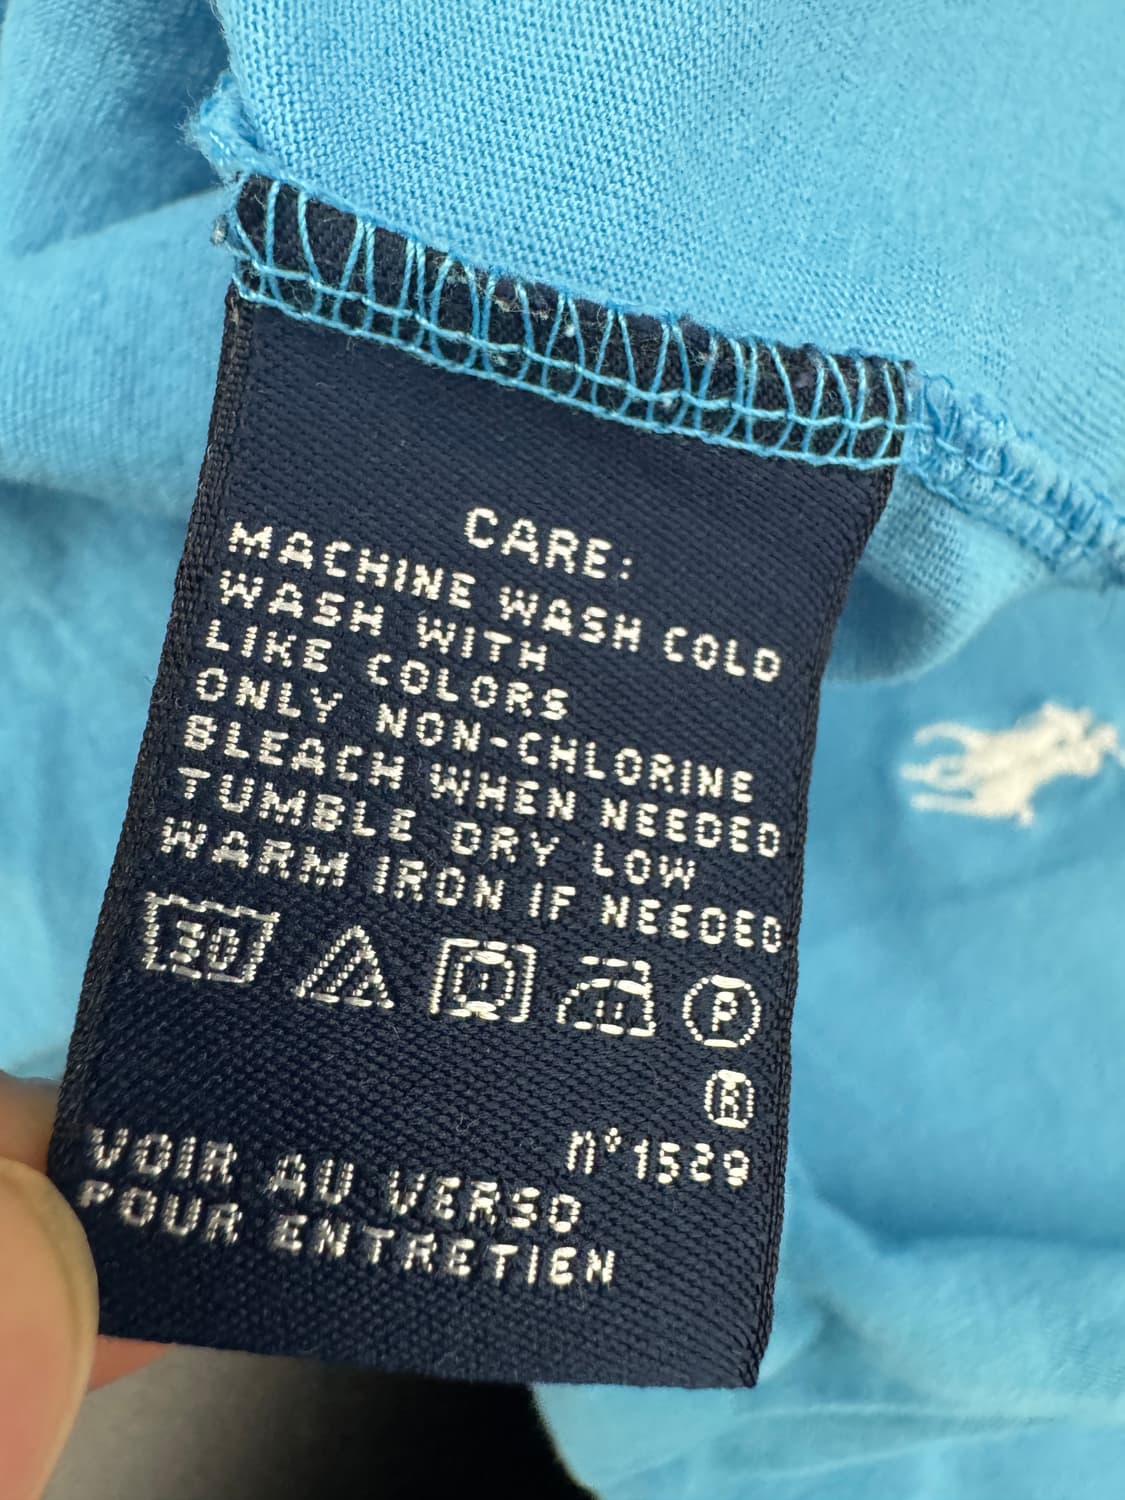 CARE:
MACHINE WASH COLD
WASH WITH
LIKE COLORS
ONLY NON-CHLORINE
BLEACH WHEN NEEDED
TUMBLE DRY LOW
WARM IRON IF NEEDED
30
P
®
n°1529
VOIR AU VERSO
POUR ENTRETIEN